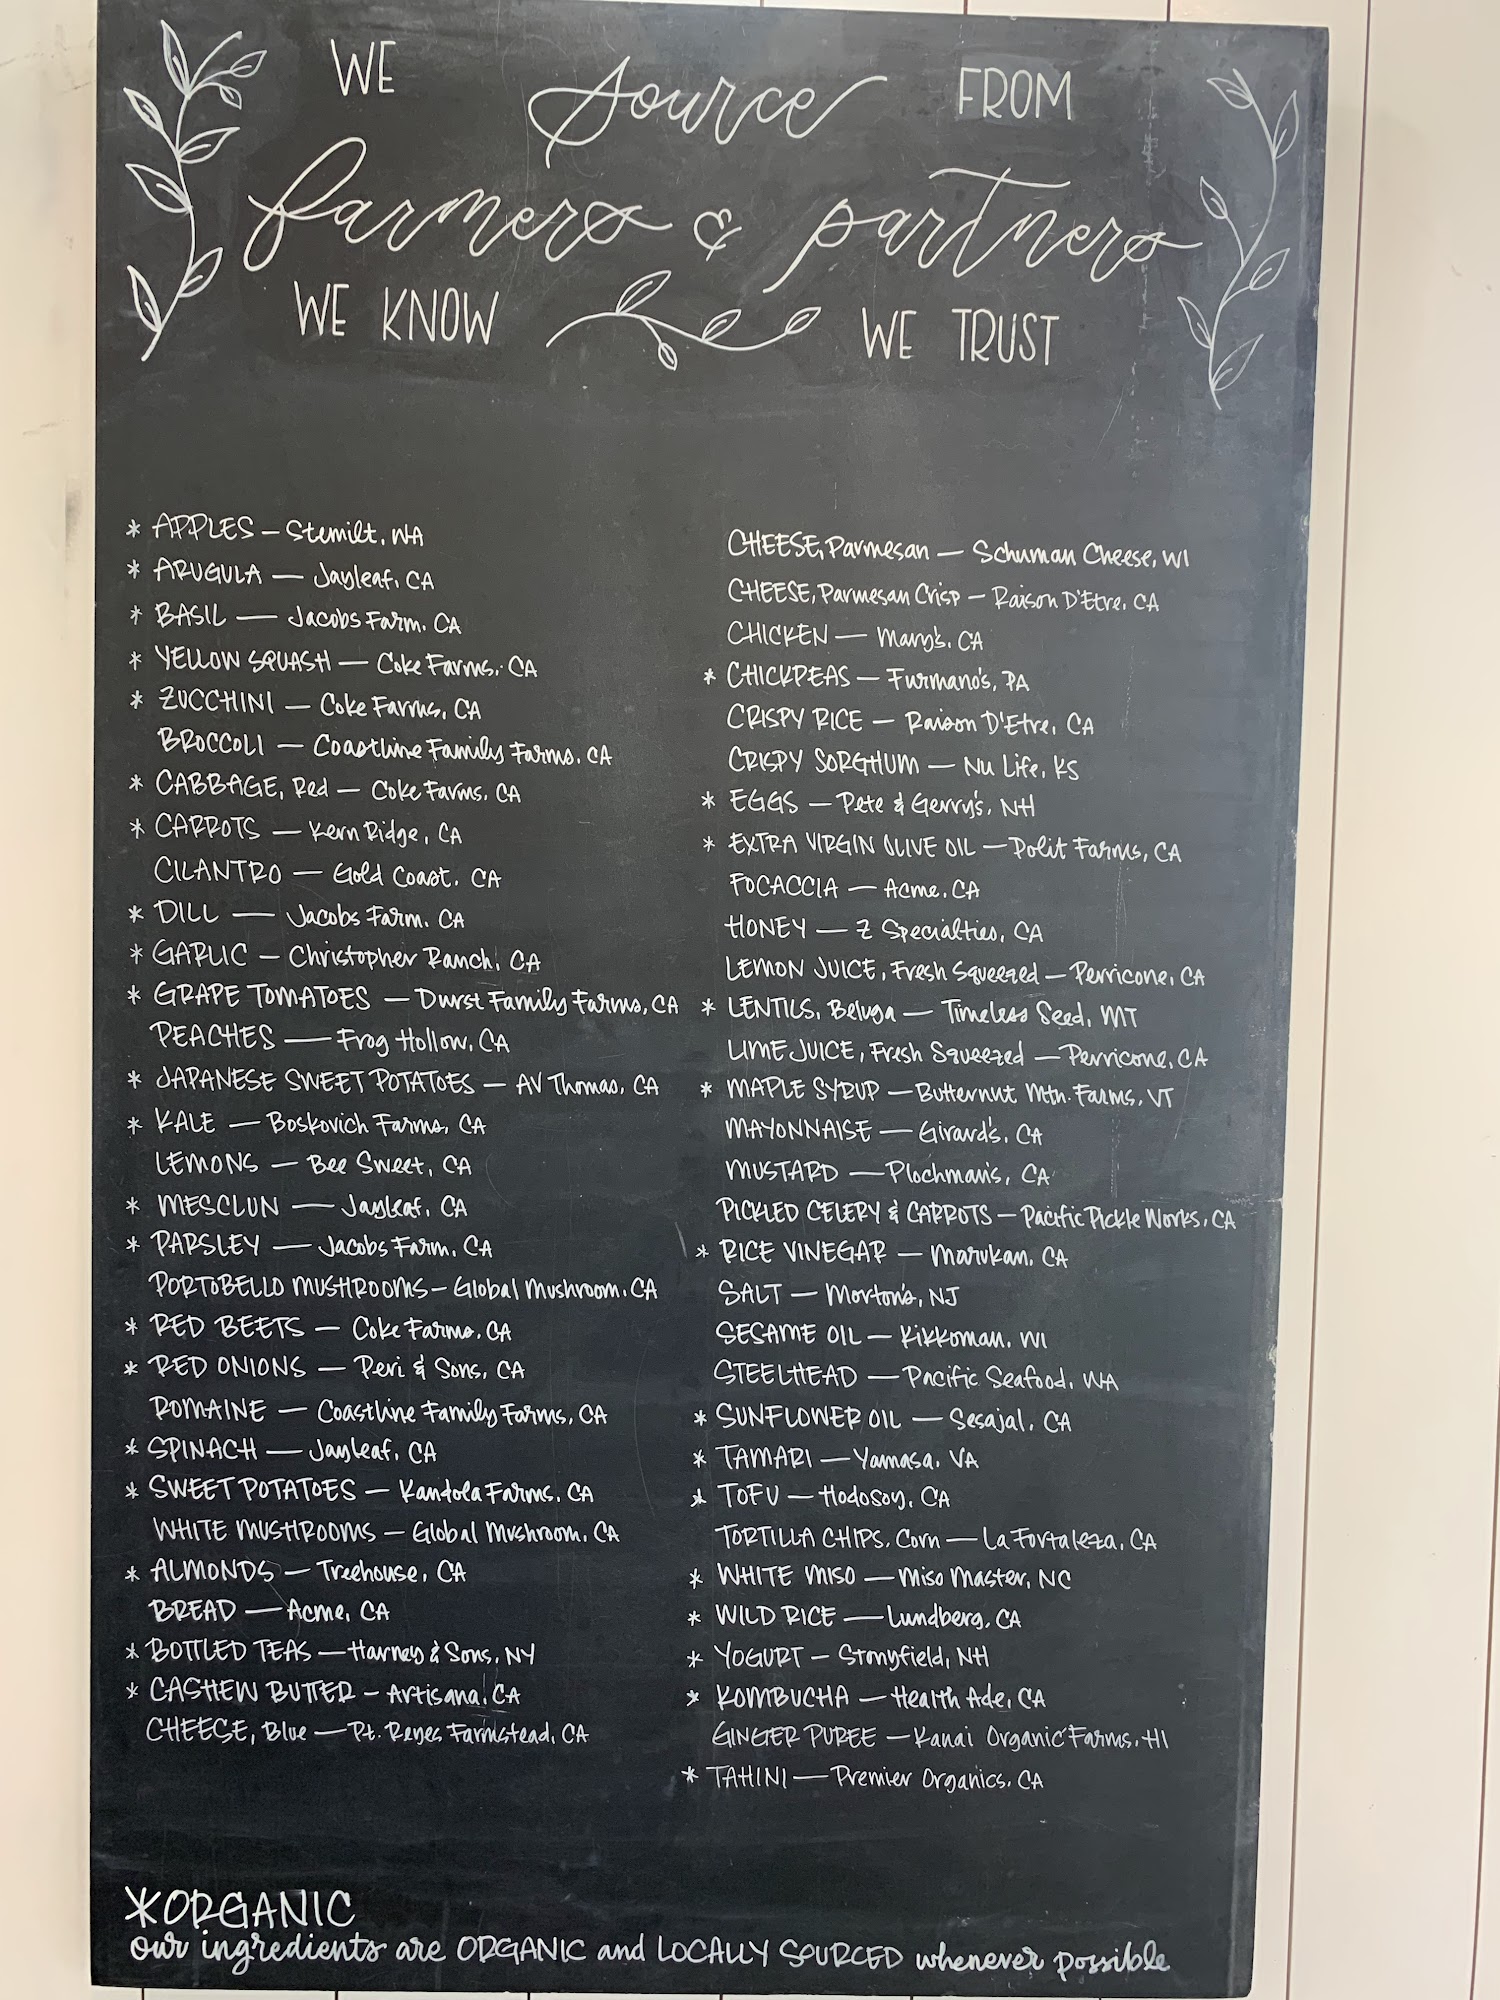 WE source FROM
farmers & partners
WE KNOW WE TRUST
* APPLES — Stemilt, WA
* ARUGULA — Jayleaf, CA
* BASIL — Jacobs Farm, CA
* YELLOW SQUASH — Coke Farms, CA
* ZUCCHINI — Coke Farms, CA
BROCCOLI — Coastline Family Farms, CA
* CABBAGE, Red — Coke Farms, CA
* CARROTS — Kern Ridge, CA
CILANTRO — Gold Coast, CA
* DILL — Jacobs Farm, CA
* GARLIC — Christopher Ranch, CA
* GRAPE TOMATOES — Durst Family Farms, CA
PEACHES — Frog Hollow, CA
* JAPANESE SWEET POTATOES — AV Thomas, CA
* KALE — Boskovich Farms, CA
LEMONS — Bee Sweet, CA
* MESCLUN — Jayleaf, CA
* PARSLEY — Jacobs Farm, CA
PORTOBELLO MUSHROOMS — Global Mushroom, CA
* RED BEETS — Coke Farms, CA
* RED ONIONS — Peri & Sons, CA
ROMAINE — Coastline Family Farms, CA
* SPINACH — Jayleaf, CA
* SWEET POTATOES — Kandola Farms, CA
WHITE MUSHROOMS — Global Mushroom, CA
* ALMONDS — Treehouse, CA
BREAD — Acme, CA
* BOTTLED TEAS — Harney & Sons, NY
* CASHEW BUTTER — Artisana, CA
CHEESE, Blue — Pt. Reyes Farmstead, CA
CHEESE, Parmesan — Schuman Cheese, WI
CHEESE, Parmesan Crisp — Raison D'Etre, CA
CHICKEN — Mary's, CA
* CHICKPEAS — Furmano's, PA
CRISPY RICE — Raison D'Etre, CA
CRISPY SORGHUM — Nu Life, KS
* EGGS — Pete & Gerry's, NH
* EXTRA VIRGIN OLIVE OIL — Polit Farms, CA
FOCACCIA — Acme, CA
HONEY — Z Specialties, CA
LEMON JUICE, Fresh Squeezed — Perricone, CA
* LENTILS, Beluga — Timeless Seed, MT
LIME JUICE, Fresh Squeezed — Perricone, CA
* MAPLE SYRUP — Butternut Mtn. Farms, VT
MAYONNAISE — Girard's, CA
MUSTARD — Plochman's, CA
PICKLED CELERY & CARROTS — Pacific Pickle Works, CA
* RICE VINEGAR — Marukan, CA
SALT — Morton's, NJ
SESAME OIL — Kikkoman, WI
STEELHEAD — Pacific Seafood, WA
* SUNFLOWER OIL — Sesajal, CA
* TAMARI — Yamasa, VA
* TOFU — Hodosoy, CA
TORTILLA CHIPS, Corn — La Fortaleza, CA
* WHITE MISO — Miso Master, NC
* WILD RICE — Lundberg, CA
* YOGURT — Stonyfield, NH
* KOMBUCHA — Health Ade, CA
GINGER PUREE — Kauai Organic Farms, HI
* TAHINI — Premier Organics, CA
*ORGANIC
our ingredients are ORGANIC and LOCALLY SOURCED whenever possible